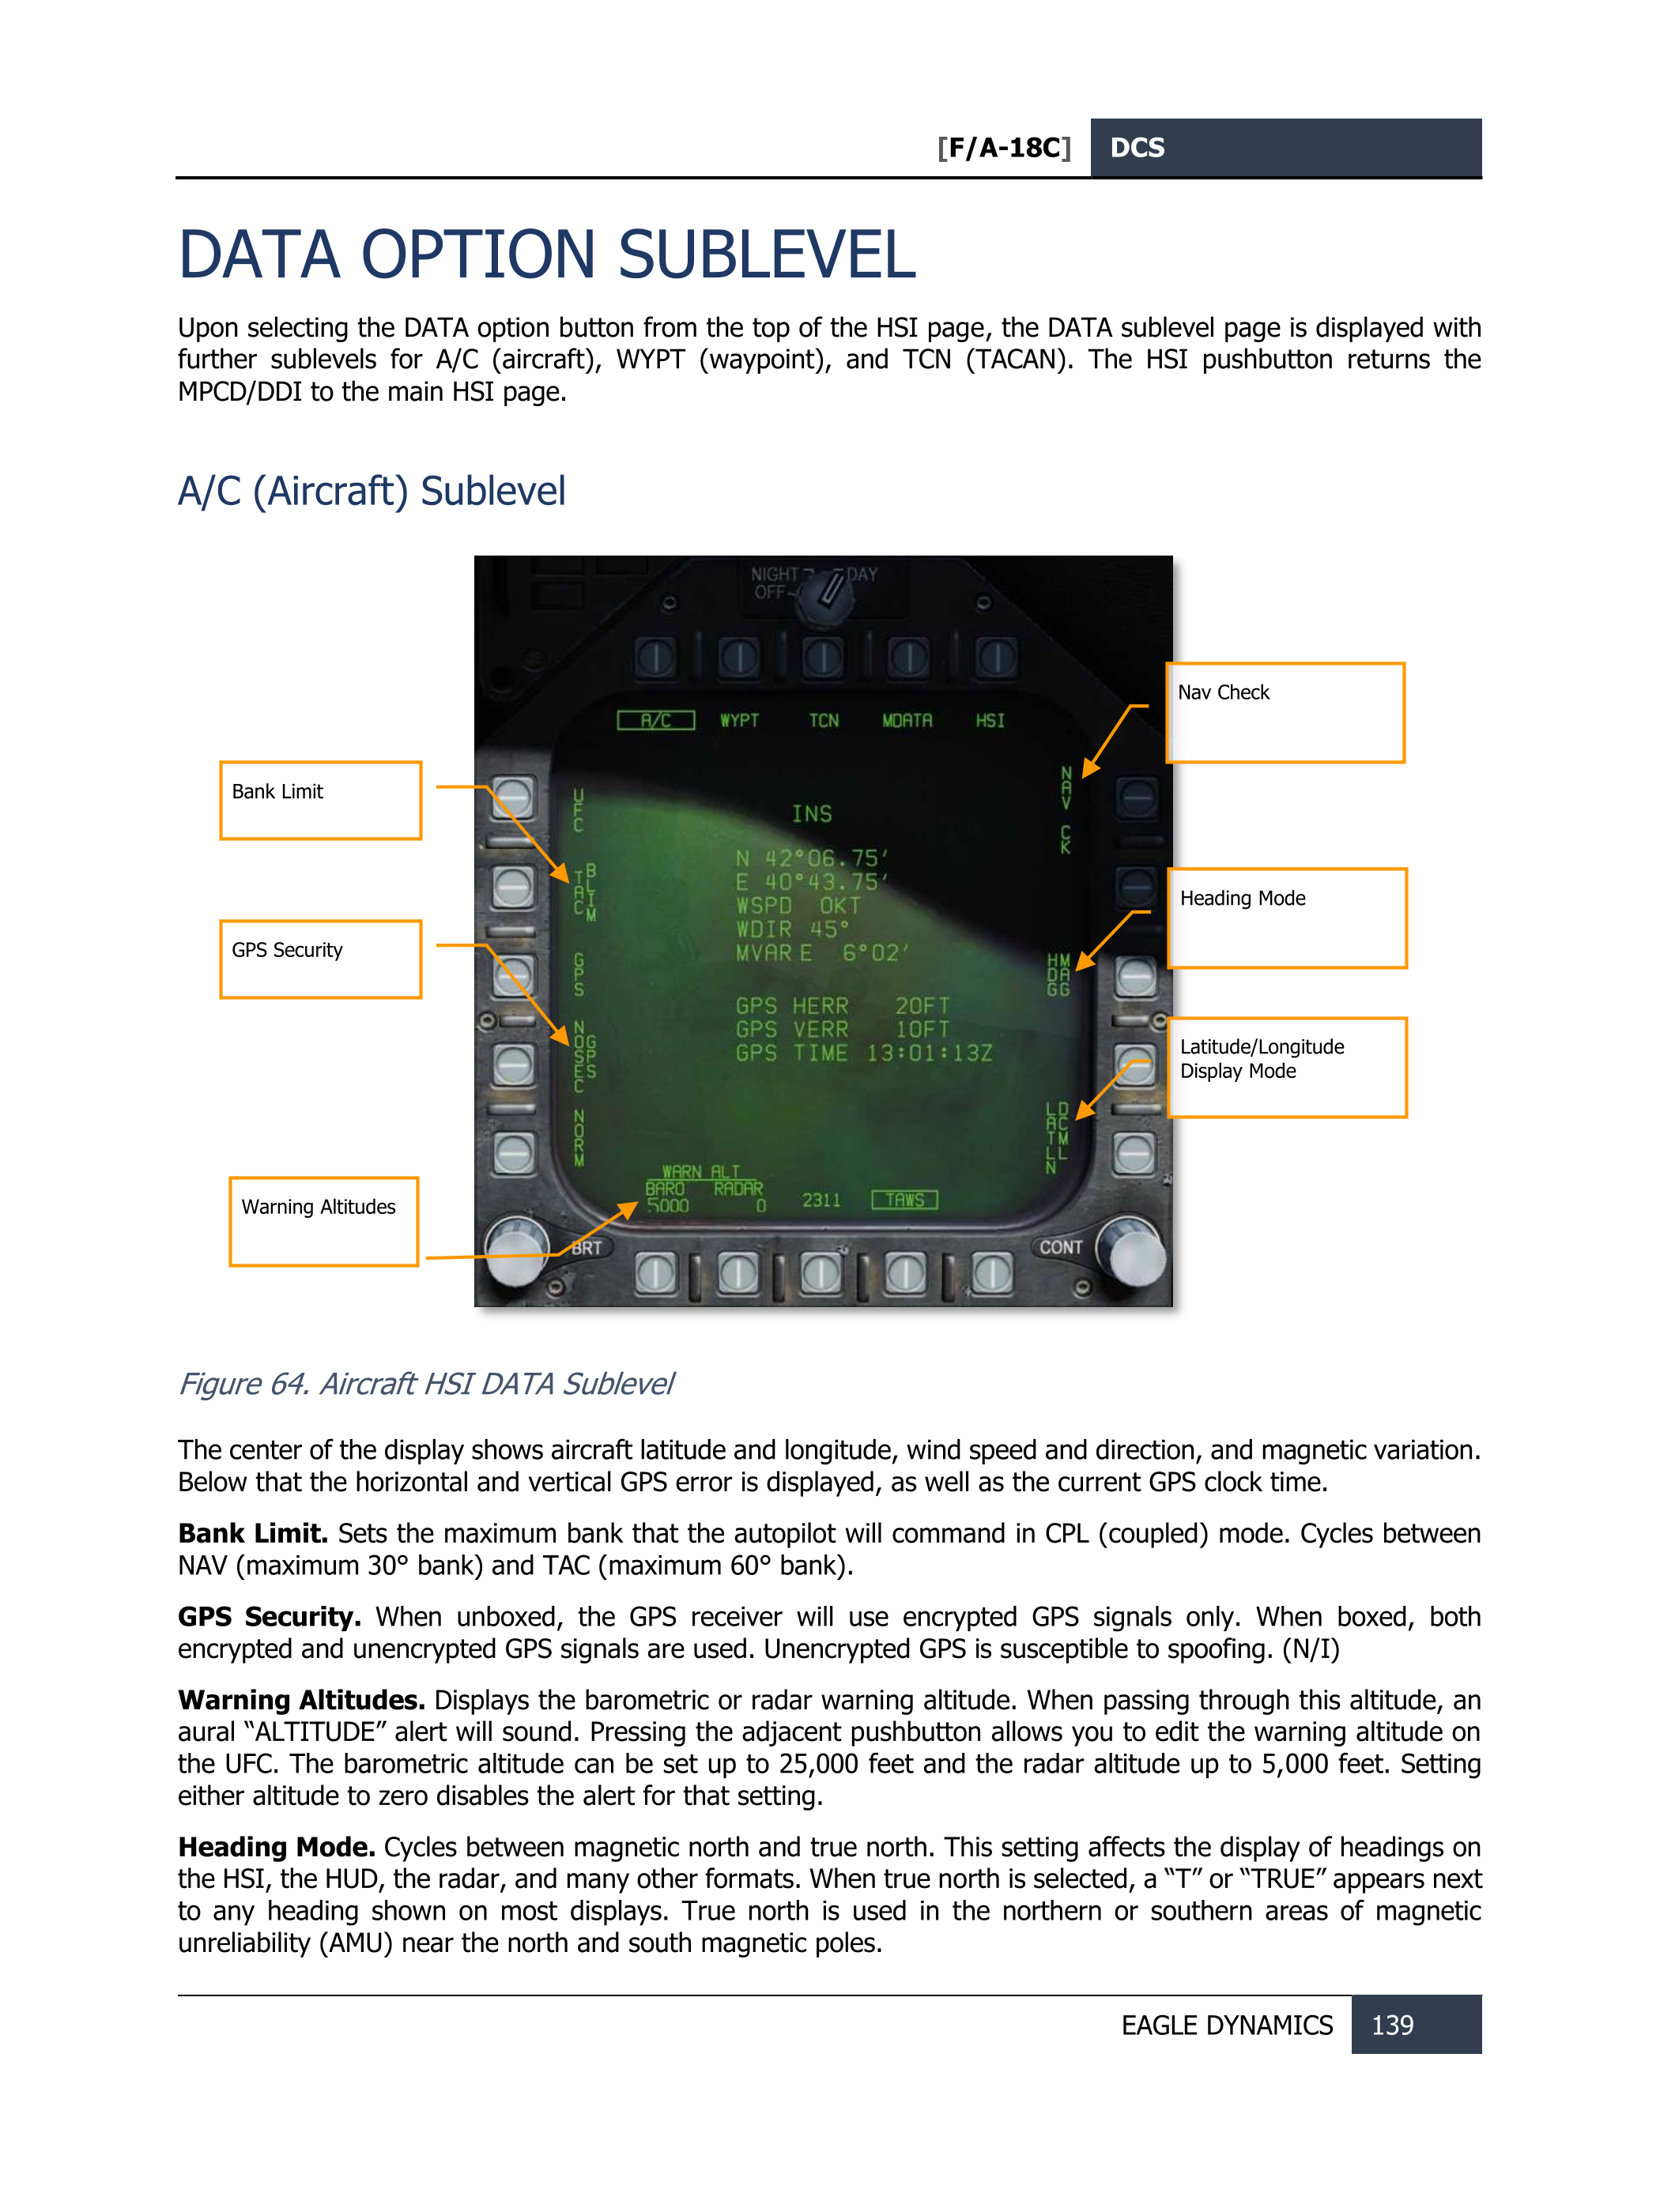 [F/A-18C] DCS
DATA OPTION SUBLEVEL
Upon selecting the DATA option button from the top of the HSI page, the DATA sublevel page is displayed with
further sublevels for A/C (aircraft), WYPT (waypoint), and TCN (TACAN). The HSI pushbutton returns the
MPCD/DDI to the main HSI page.
A/C (Aircraft) Sublevel
NIGHT DAY
OFF
A/C WYPT TCN MDATA HSI
Nav Check
Bank Limit
GPS Security
Warning Altitudes
Heading Mode
Latitude/Longitude
Display Mode
UFC
TAC BLIM
GPS
NOSEC GPS
NORM
NAV CK
HDG MAG
LATLN DCML
INS
N 42°06.75′
E 40°43.75′
WSPD 0KT
WDIR 45°
MVAR E 6°02′
GPS HERR 20FT
GPS VERR 10FT
GPS TIME 13:01:13Z
WARN ALT
BARO RADAR
5000 0 2311 TAWS
BRT CONT
Figure 64. Aircraft HSI DATA Sublevel
The center of the display shows aircraft latitude and longitude, wind speed and direction, and magnetic variation.
Below that the horizontal and vertical GPS error is displayed, as well as the current GPS clock time.
Bank Limit. Sets the maximum bank that the autopilot will command in CPL (coupled) mode. Cycles between
NAV (maximum 30° bank) and TAC (maximum 60° bank).
GPS Security. When unboxed, the GPS receiver will use encrypted GPS signals only. When boxed, both
encrypted and unencrypted GPS signals are used. Unencrypted GPS is susceptible to spoofing. (N/I)
Warning Altitudes. Displays the barometric or radar warning altitude. When passing through this altitude, an
aural “ALTITUDE” alert will sound. Pressing the adjacent pushbutton allows you to edit the warning altitude on
the UFC. The barometric altitude can be set up to 25,000 feet and the radar altitude up to 5,000 feet. Setting
either altitude to zero disables the alert for that setting.
Heading Mode. Cycles between magnetic north and true north. This setting affects the display of headings on
the HSI, the HUD, the radar, and many other formats. When true north is selected, a “T” or “TRUE” appears next
to any heading shown on most displays. True north is used in the northern or southern areas of magnetic
unreliability (AMU) near the north and south magnetic poles.
EAGLE DYNAMICS 139